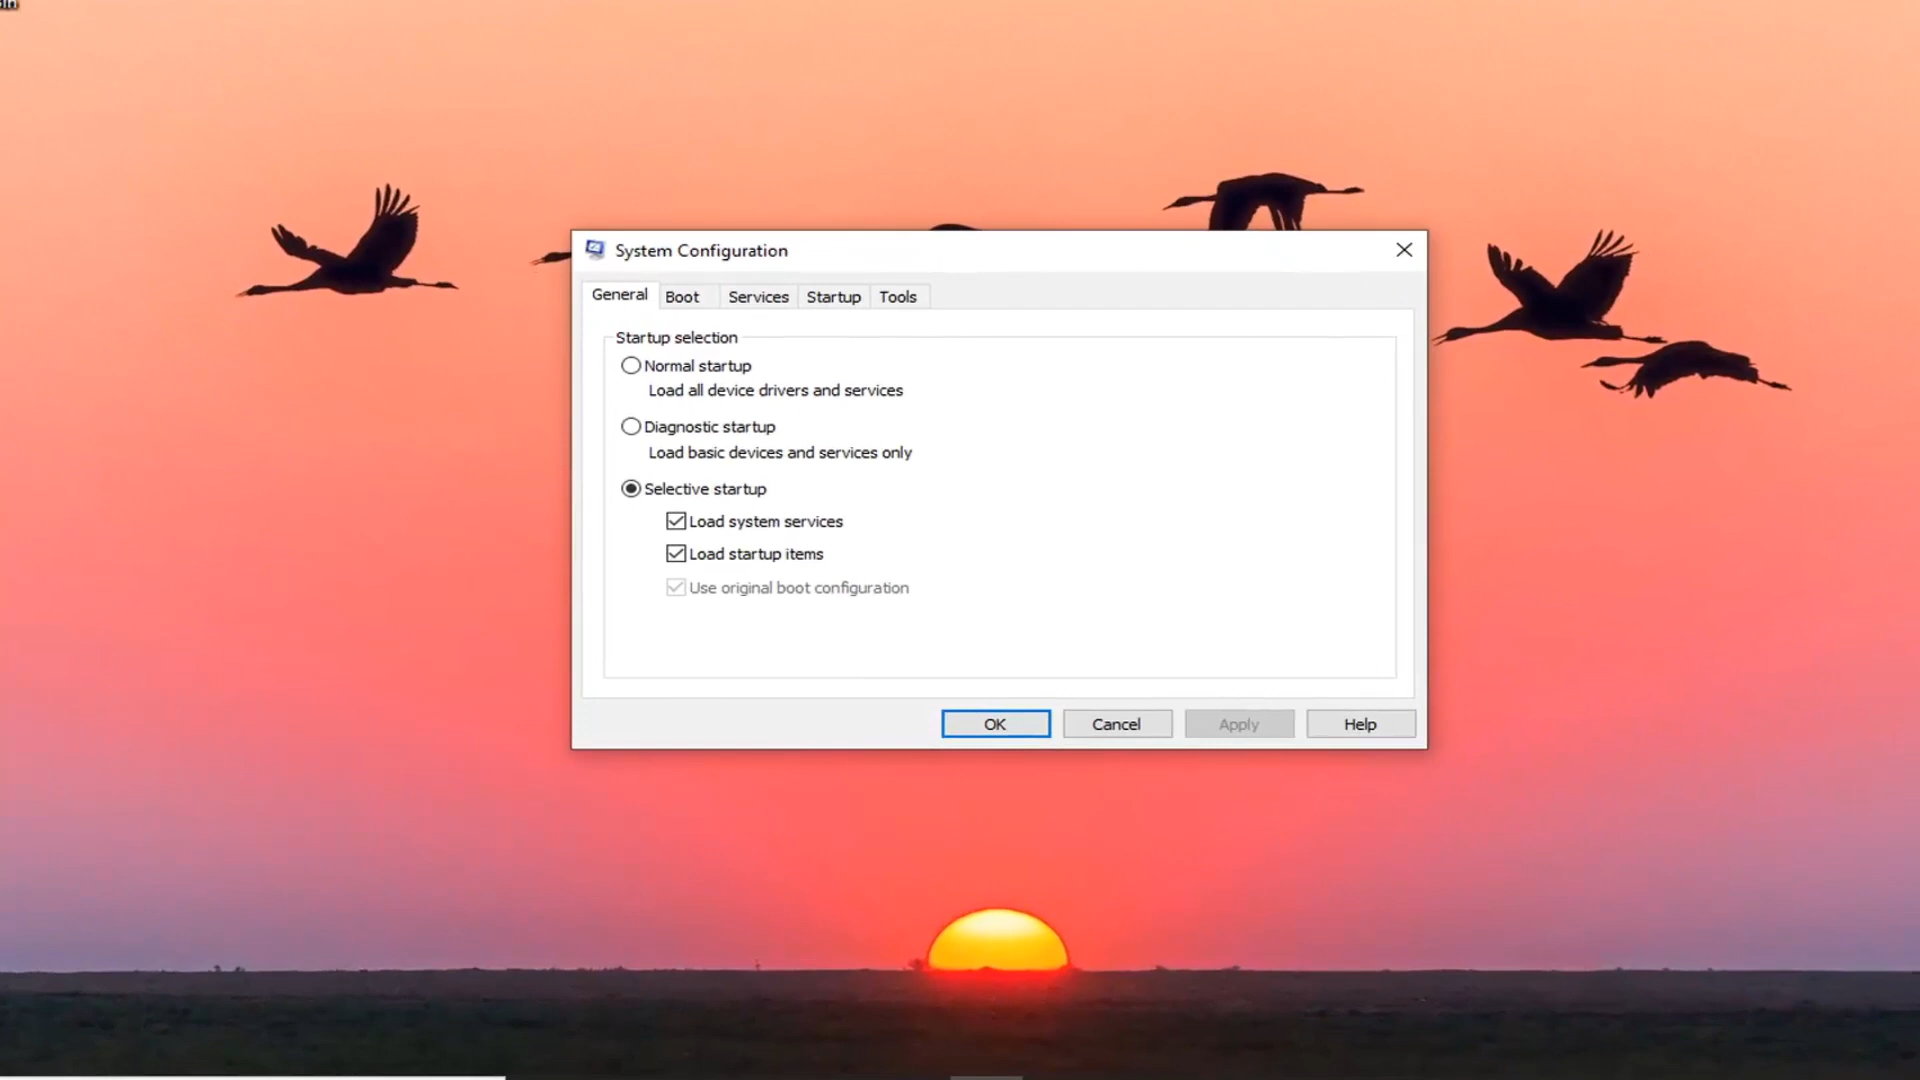 System Configuration
General Boot Services Startup Tools
Startup selection
Normal startup
Load all device drivers and services
Diagnostic startup
Load basic devices and services only
Selective startup
Load system services
Load startup items
Use original boot configuration
OK Cancel Apply Help